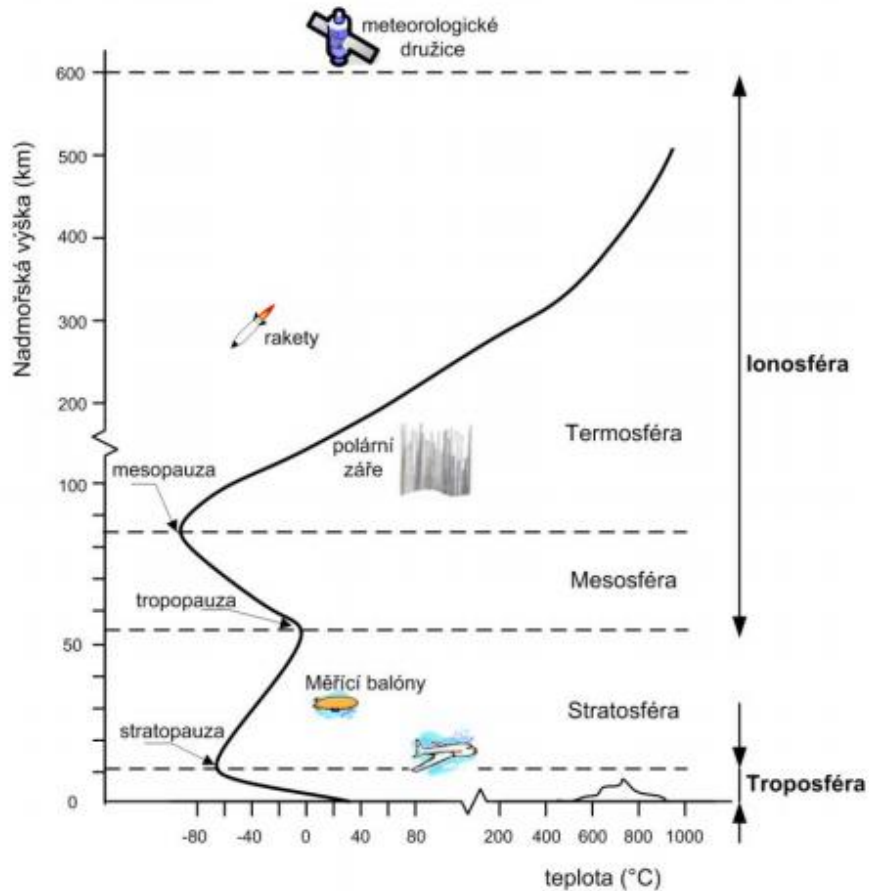 meteorologické
družice
600
500
400
300
200
100
50
0
Nadmořská výška (km)
rakety
Ionosféra
polární
záře
Termosféra
mesopauza
Mesosféra
tropopauza
Měřící balóny
Stratosféra
stratopauza
Troposféra
-80 -40 0 40 80 200 400 600 800 1000
teplota (°C)